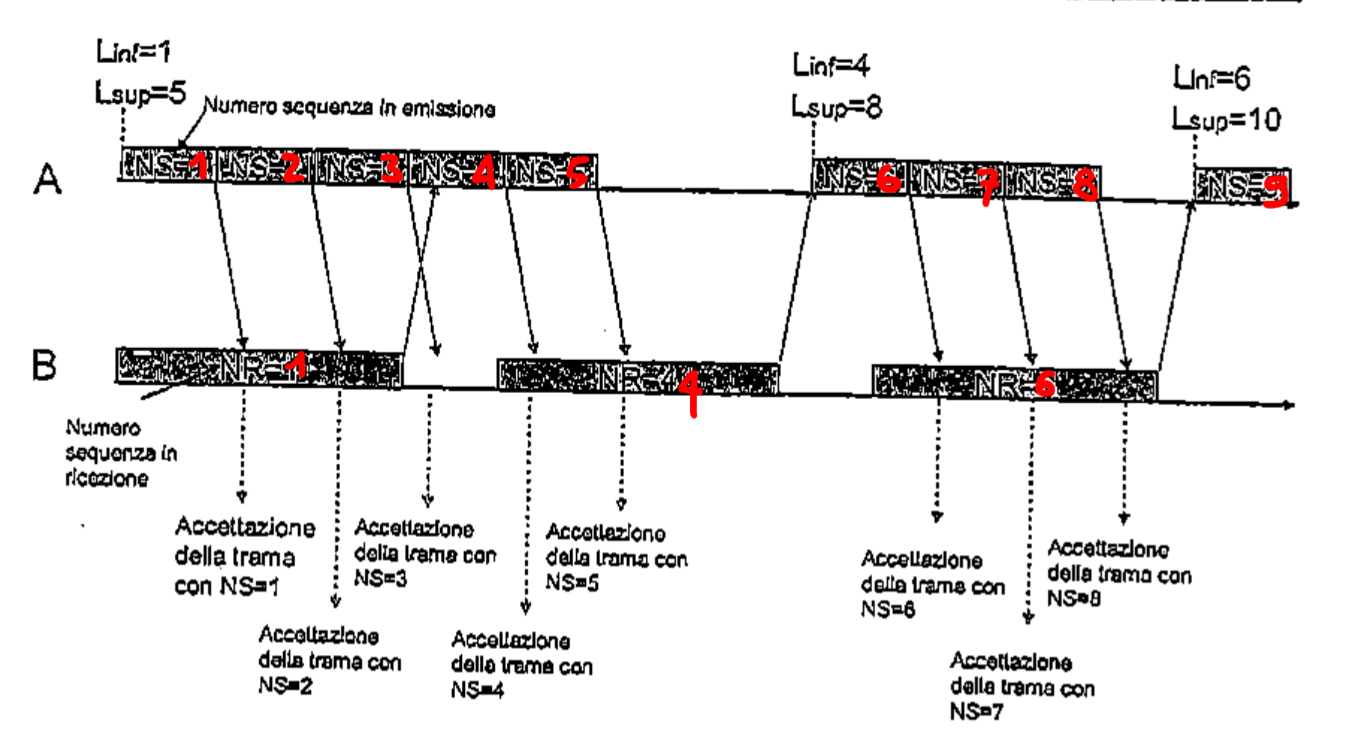 Linf=1
Lsup=5
Numero sequenza in emissione
Linf=4
Lsup=8
Linf=6
Lsup=10
A
NS=1 NS=2 NS=3 NS=4 NS=5
NS=6 NS=7 NS=8
NS=9
B
NR=1
NR=4
NR=6
Numero
sequenza in
ricezione
Accettazione
della trama
con NS=1
Accettazione
della trama con
NS=3
Accettazione
della trama con
NS=5
Accettazione
della trama con
NS=6
Accettazione
della trama con
NS=8
Accettazione
della trama con
NS=2
Accettazione
della trama con
NS=4
Accettazione
della trama con
NS=7